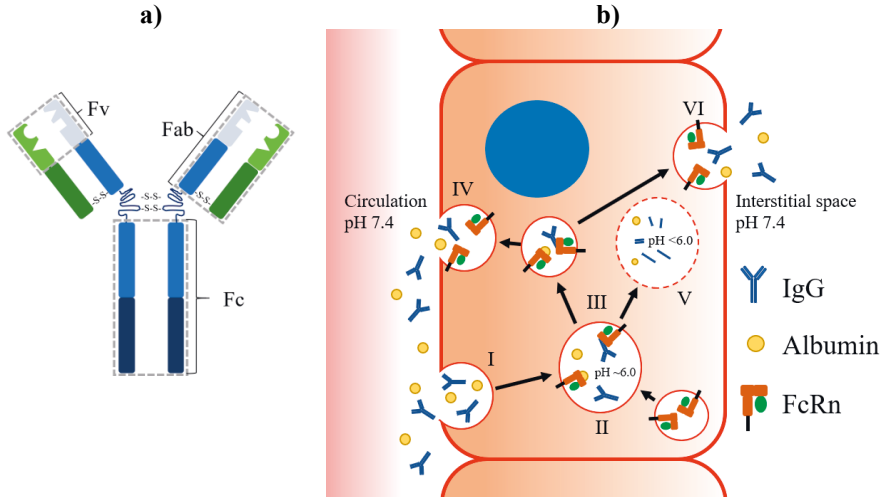 a)
Fv
Fab
-S-S-
-S-S-
-S-S-
-S-S-
Fc
b)
VI
Circulation
pH 7.4
IV
Interstitial space
pH 7.4
pH <6.0
III
V
I
pH ~6.0
II
IgG
Albumin
FcRn